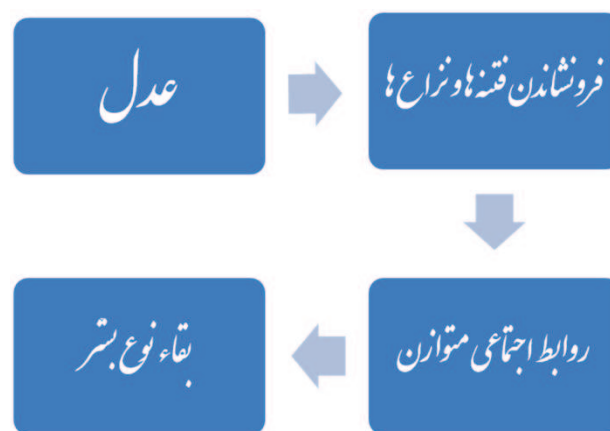 عدل
فرونشاندن فتنه ها و نزاع ها
روابط اجتماعی متوازن
بقاء نوع بشر